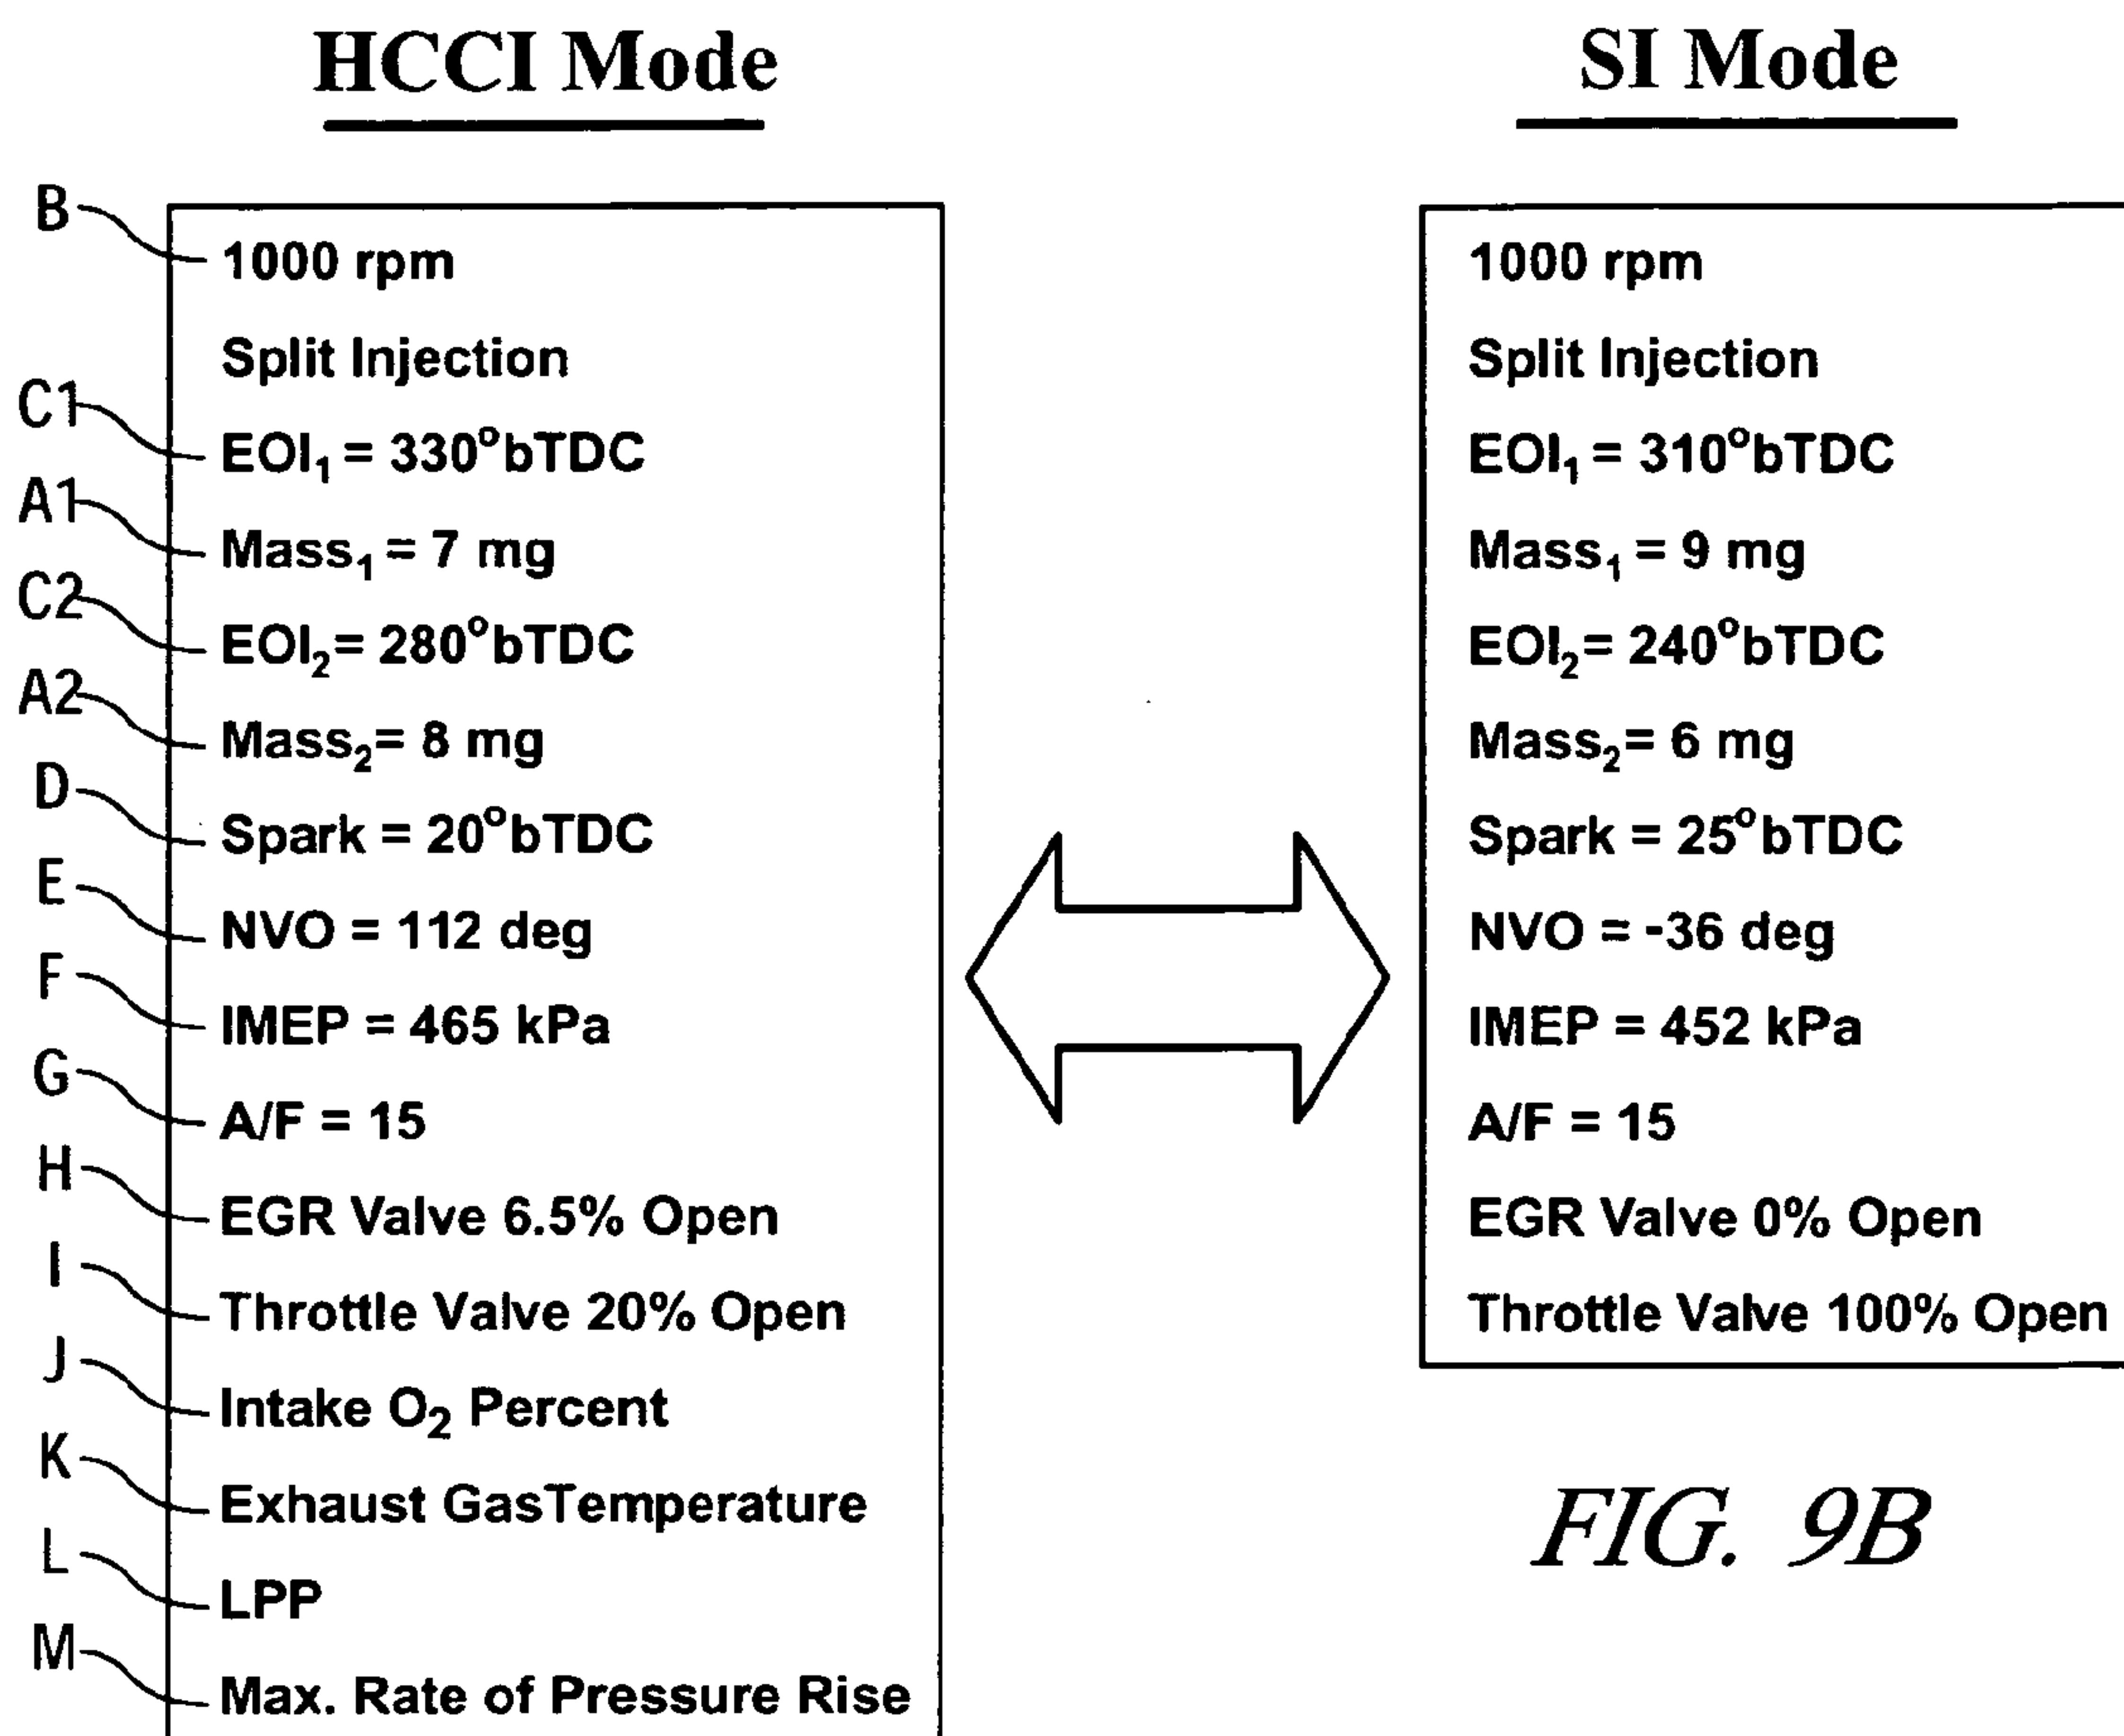 HCCI Mode
B
1000 rpm
Split Injection
C1
EOI₁ = 330°bTDC
A1
Mass₁ = 7 mg
C2
EOI₂= 280°bTDC
A2
Mass₂= 8 mg
D
Spark = 20°bTDC
E
NVO = 112 deg
F
IMEP = 465 kPa
G
A/F = 15
H
EGR Valve 6.5% Open
I
Throttle Valve 20% Open
J
Intake O₂ Percent
K
Exhaust GasTemperature
L
LPP
M
Max. Rate of Pressure Rise
SI Mode
1000 rpm
Split Injection
EOI₁ = 310°bTDC
Mass₁ = 9 mg
EOI₂= 240°bTDC
Mass₂= 6 mg
Spark = 25°bTDC
NVO = -36 deg
IMEP = 452 kPa
A/F = 15
EGR Valve 0% Open
Throttle Valve 100% Open
FIG. 9B